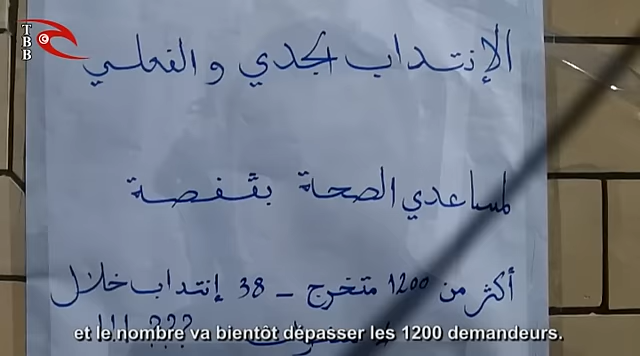 TBB
الإنتداب الجدي و الفعلي
لمساعدي الصحة بقفصة
أكثر من 1200 متخرج - 38 إنتداب خلال
??? !!!
et le nombre va bientôt dépasser les 1200 demandeurs.